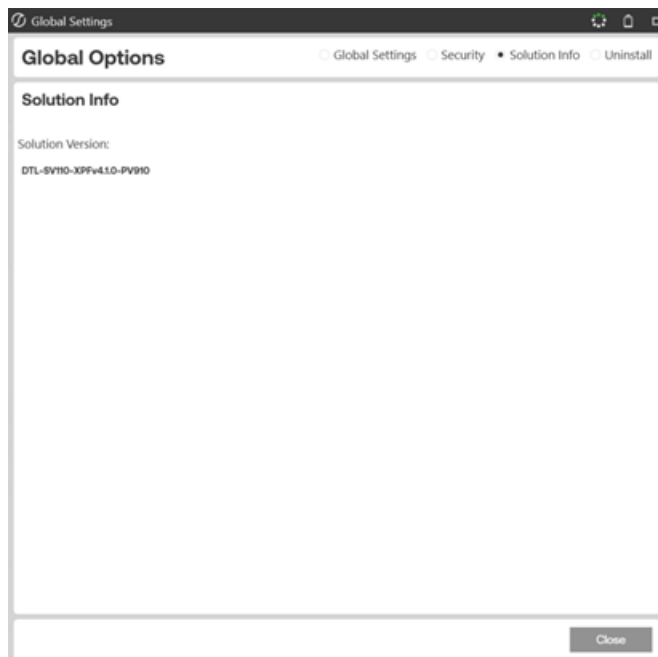 Global Settings
Global Options
Global Settings Security Solution Info Uninstall
Solution Info
Solution Version:
DTL-SV110-XPFv4.1.0-PV910
Close